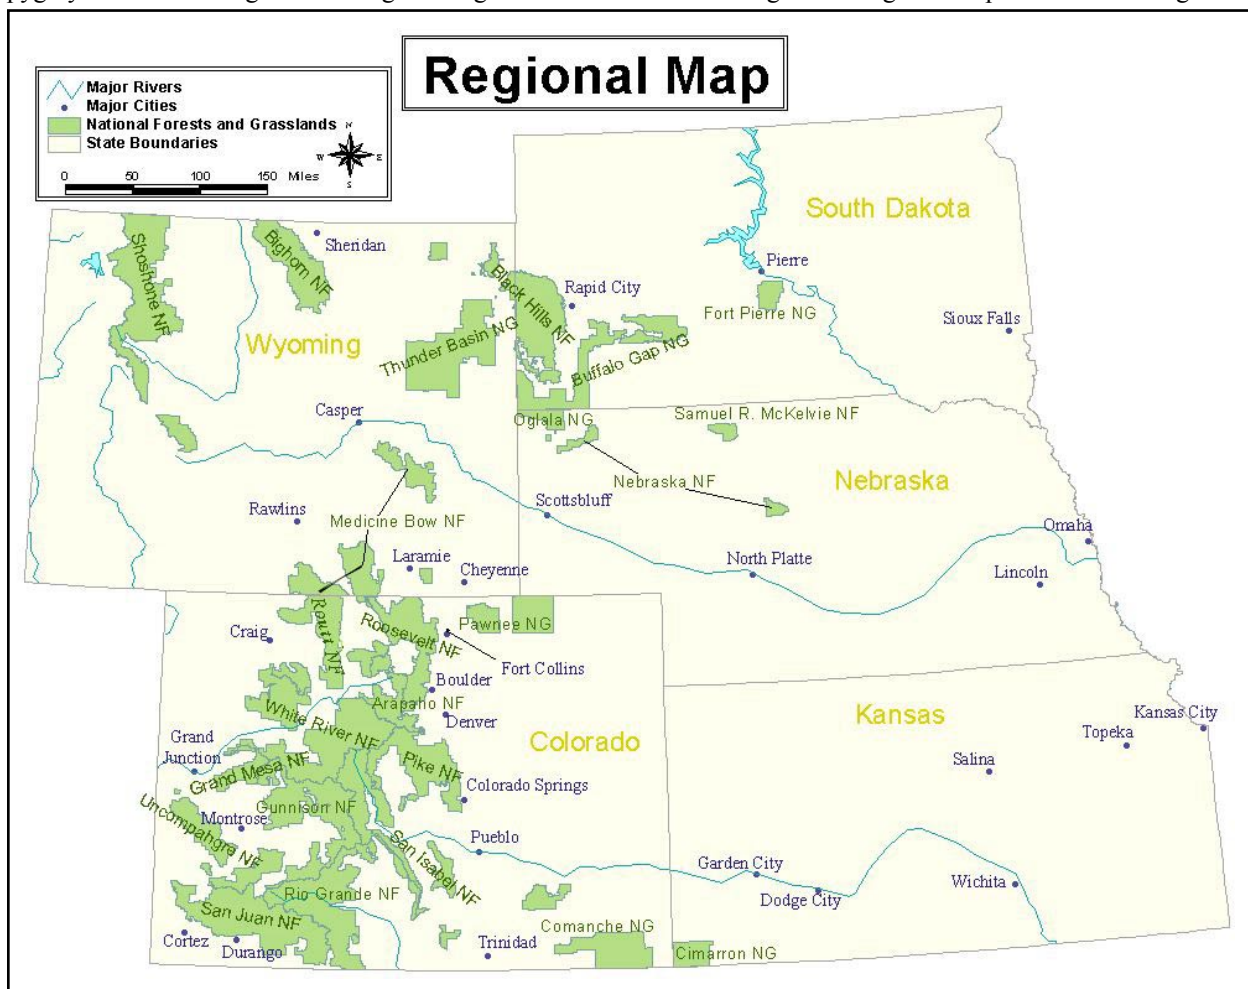 Regional Map
Major Rivers
Major Cities
National Forests and Grasslands
State Boundaries
N
W
E
S
0 50 100 150 Miles
South Dakota
Sheridan
Shoshone NF
Bighorn NF
Black Hills NF
Rapid City
Pierre
Fort Pierre NG
Sioux Falls
Wyoming
Thunder Basin NG
Buffalo Gap NG
Casper
Oglala NG
Samuel R. McKelvie NF
Nebraska NF
Nebraska
Scottsbluff
Rawlins
Medicine Bow NF
Omaha
Laramie
Cheyenne
North Platte
Lincoln
Craig
Routt NF
Roosevelt NF
Pawnee NG
Fort Collins
Boulder
Arapaho NF
Denver
White River NF
Grand
Junction
Grand Mesa NF
Pike NF
Colorado
Kansas
Kansas City
Topeka
Salina
Colorado Springs
Uncompahgre NF
Montrose
Gunnison NF
San Isabel NF
Pueblo
Garden City
Dodge City
Wichita
Rio Grande NF
San Juan NF
Cortez
Durango
Trinidad
Comanche NG
Cimarron NG